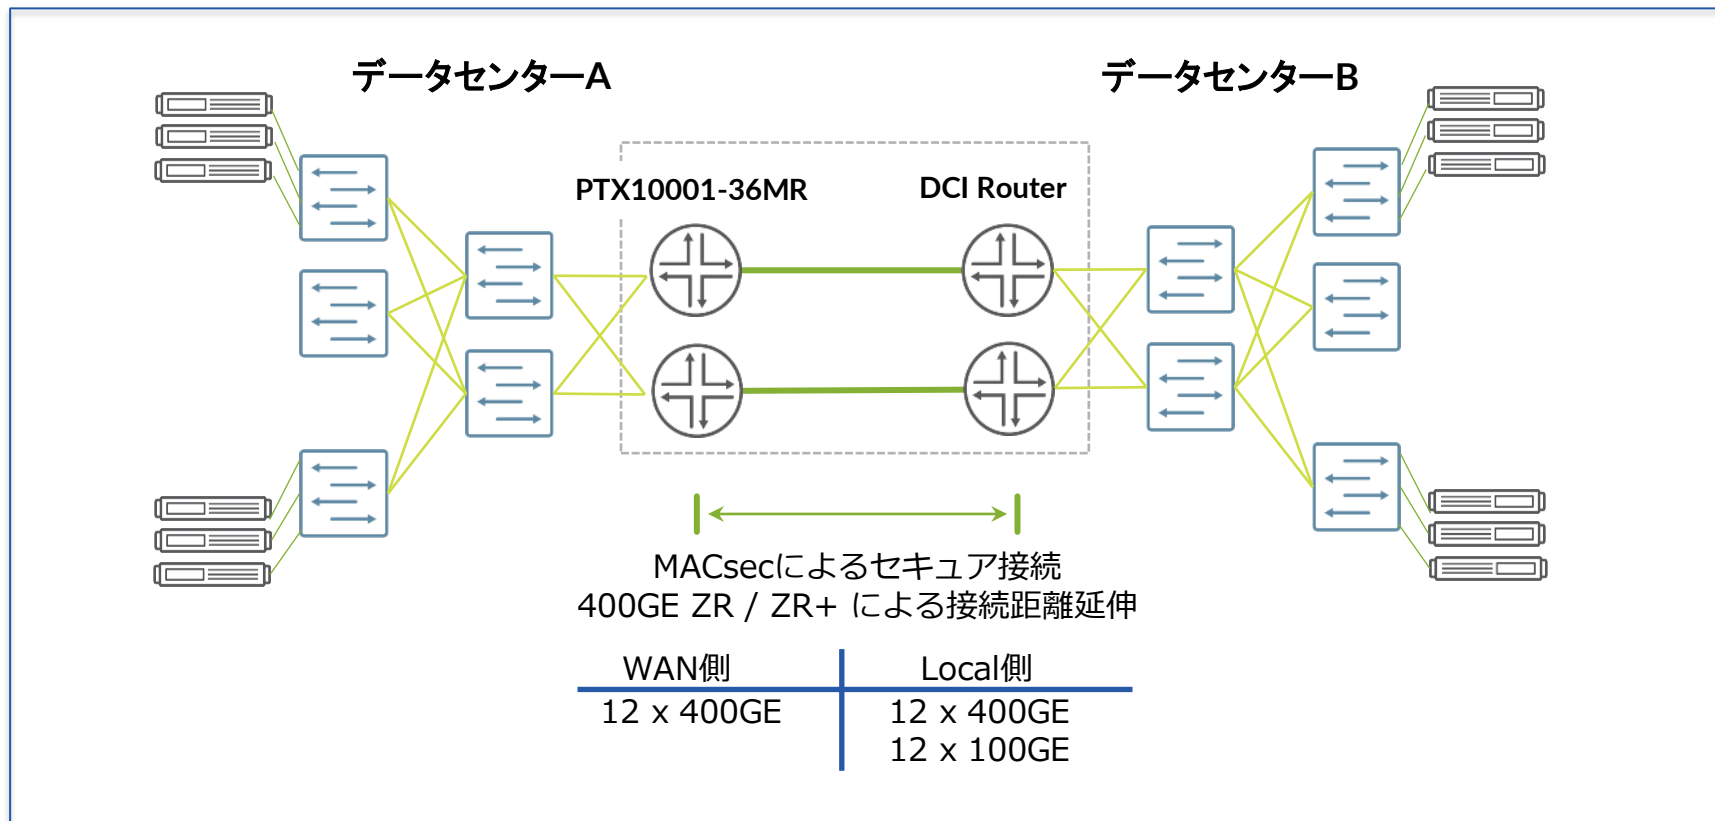 データセンターA
データセンターB
PTX10001-36MR
DCI Router
MACsecによるセキュア接続
400GE ZR / ZR+ による接続距離延伸
WAN側
Local側
12 x 400GE
12 x 400GE
12 x 100GE